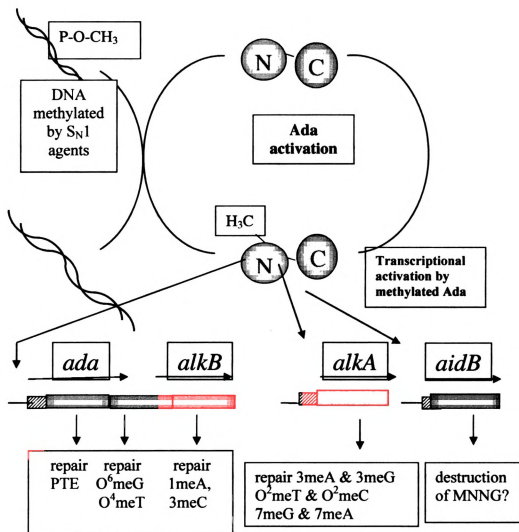 P-O-CH₃
DNA
methylated
by S_N1
agents
N C
Ada
activation
H₃C
N C
Transcriptional
activation by
methylated Ada
ada
alkB
alkA
aidB
repair
PTE
repair
O⁶meG
O⁴meT
repair
1meA,
3meC
repair 3meA & 3meG
O²meT & O²meC
7meG & 7meA
destruction
of MNNG?